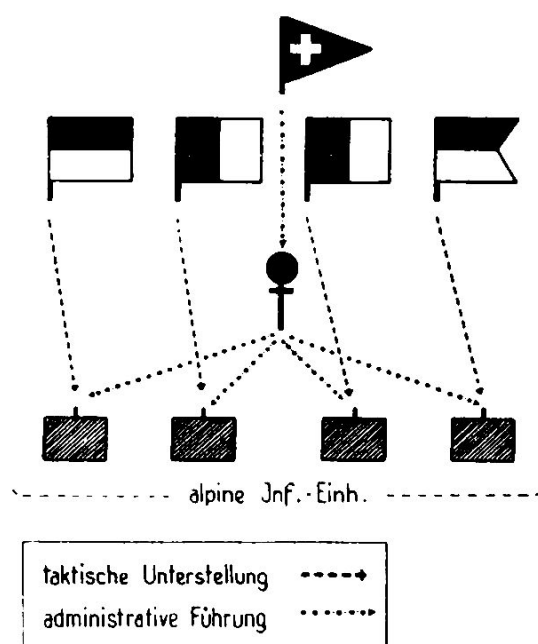 alpine Jnf.-Einh.
taktische Unterstellung
administrative Führung